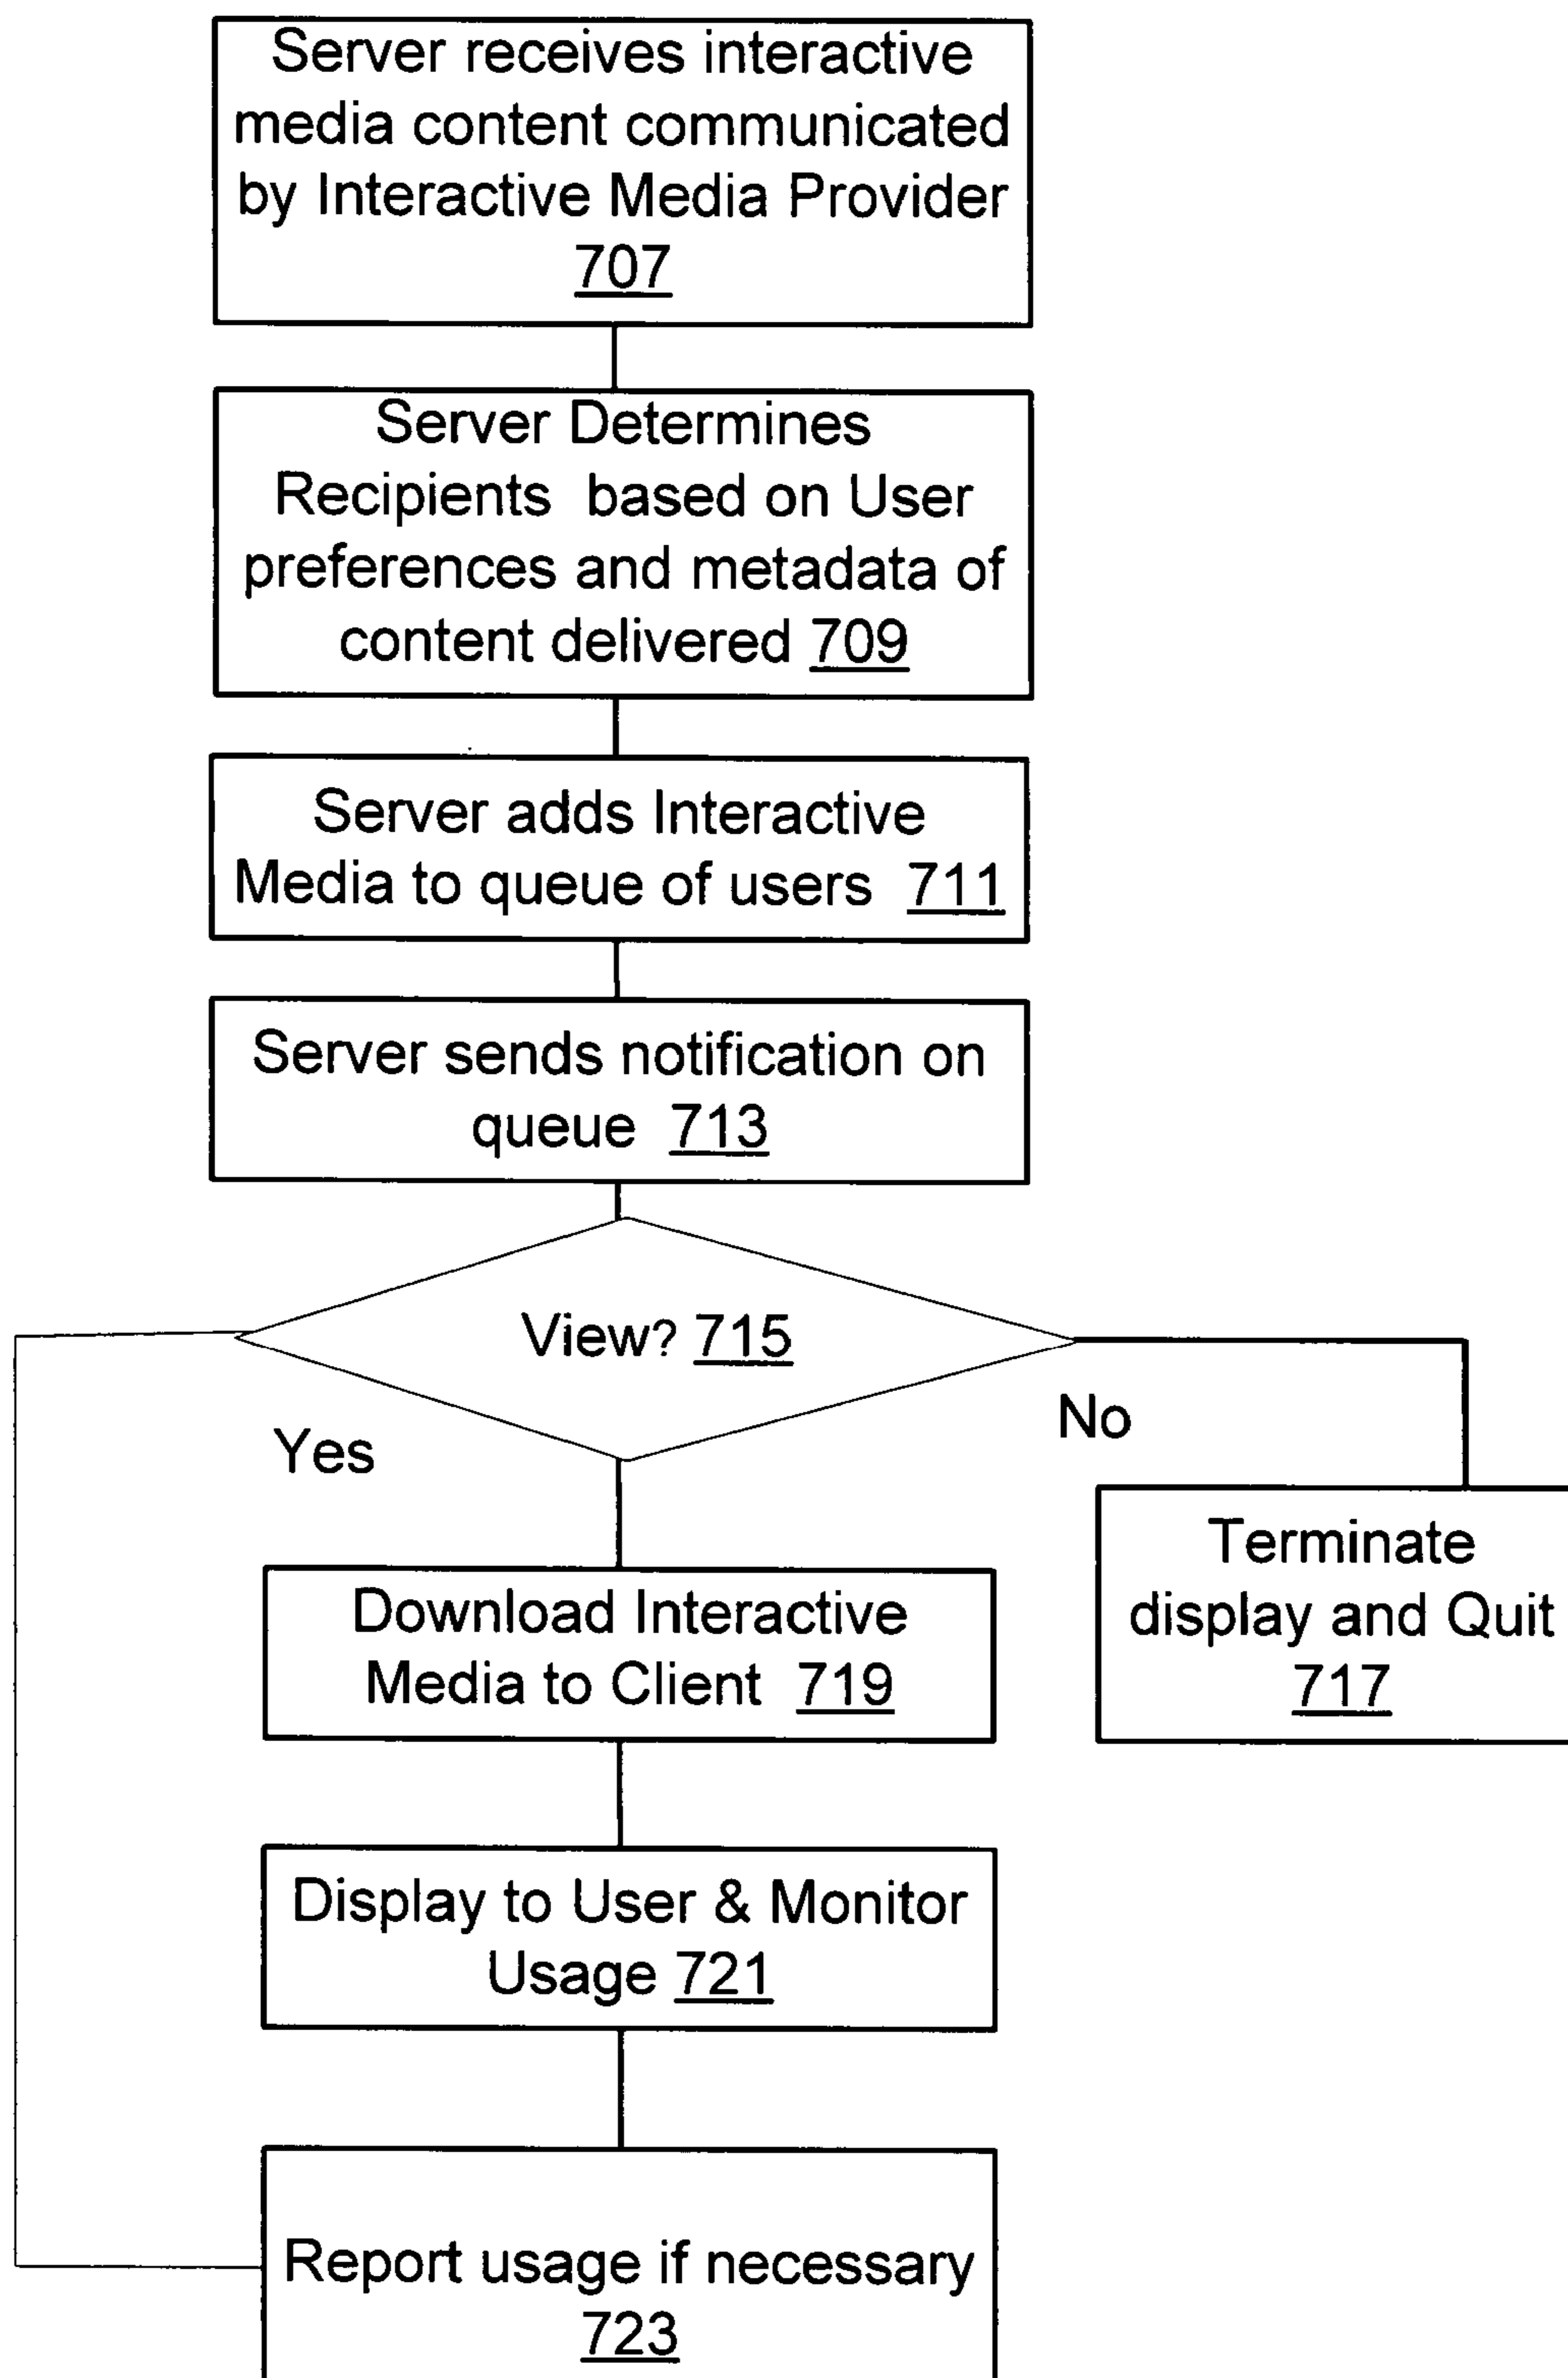 Server receives interactive
media content communicated
by Interactive Media Provider
707
Server Determines
Recipients based on User
preferences and metadata of
content delivered 709
Server adds Interactive
Media to queue of users 711
Server sends notification on
queue 713
View? 715
Yes
No
Terminate
display and Quit
717
Download Interactive
Media to Client 719
Display to User & Monitor
Usage 721
Report usage if necessary
723